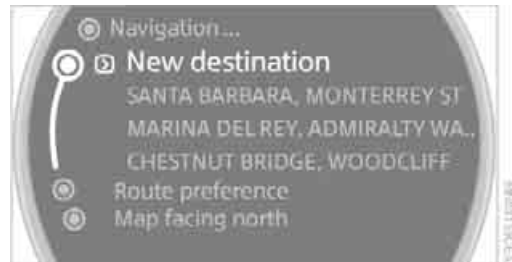 Navigation ...
New destination
SANTA BARBARA, MONTERREY ST
MARINA DEL REY, ADMIRALTY WA..
CHESTNUT BRIDGE, WOODCLIFF
Route preference
Map facing north